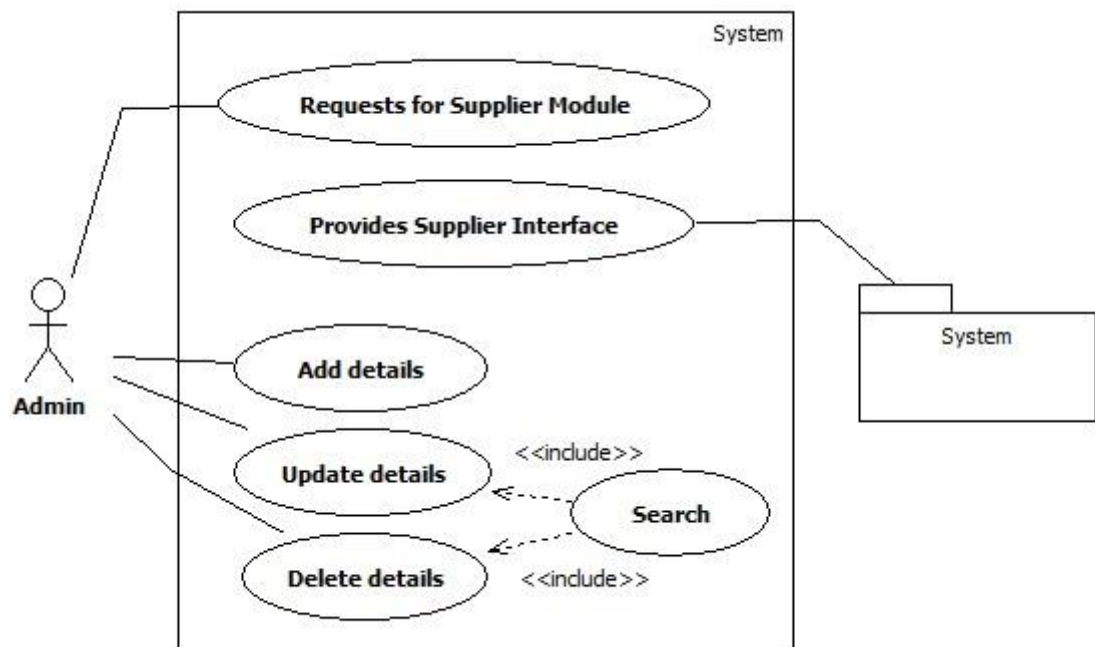 System
Requests for Supplier Module
Provides Supplier Interface
System
Add details
Admin
Update details
<<include>>
Search
Delete details
<<include>>